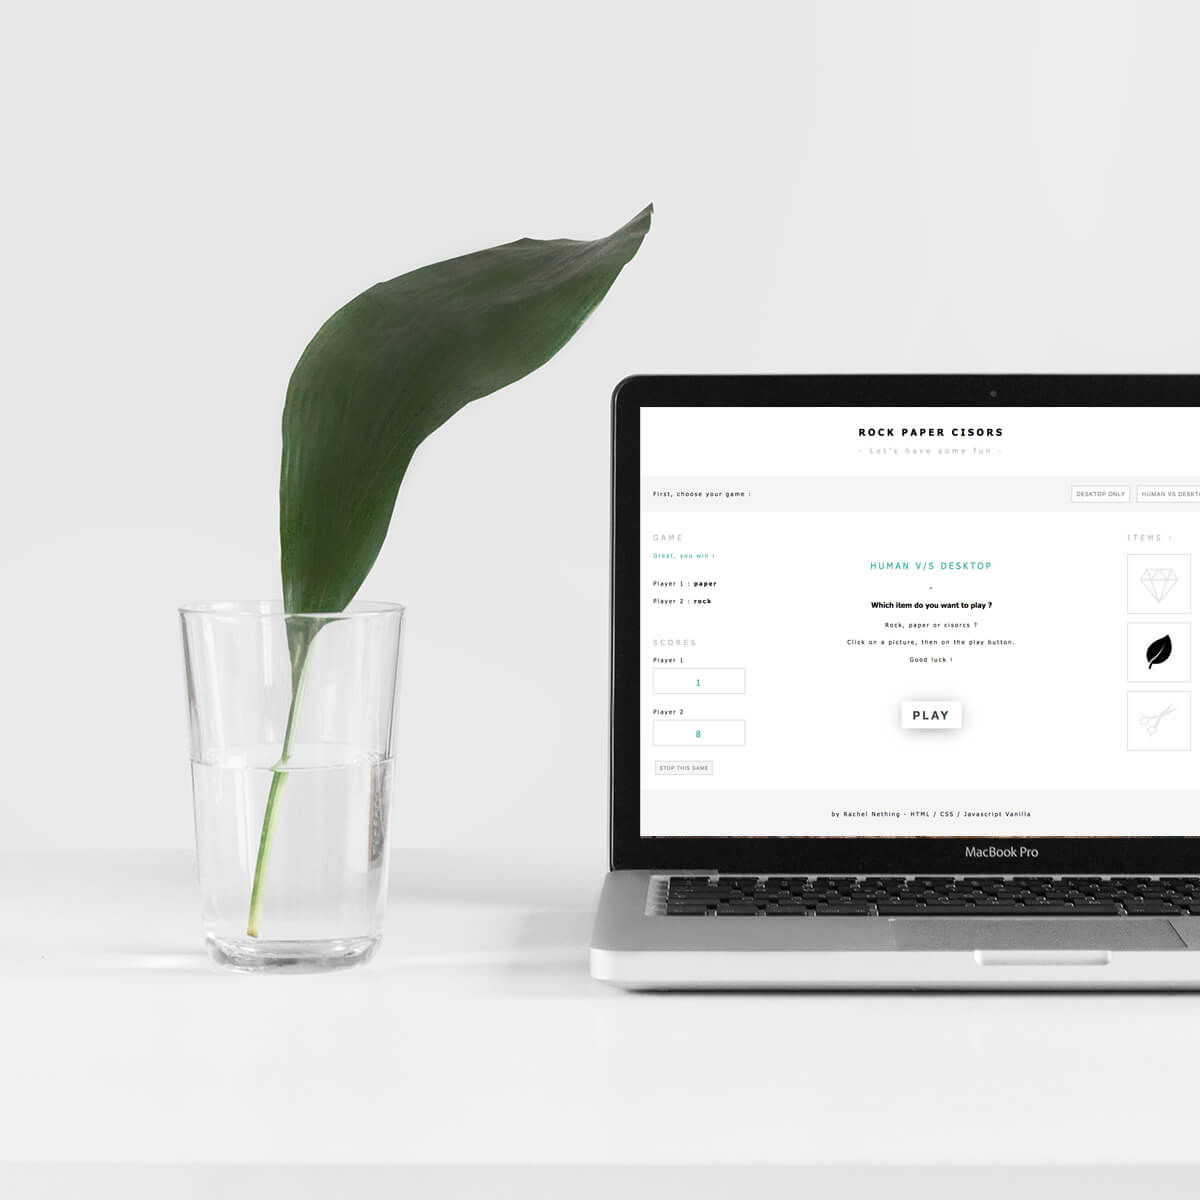 ROCK PAPER CISORS
- Let's have some fun -
First, choose your game :
DESKTOP ONLY
HUMAN VS
GAME
Great, you win !
Player 1 : paper
Player 2 : rock
SCORES
Player 1
1
Player 2
8
STOP THIS GAME
HUMAN V/S DESKTOP
-
Which item do you want to play ?
Rock, paper or cisorcs ?
Click on a picture, then on the play button.
Good luck !
PLAY
ITEMS :
by Rachel Nething - HTML / CSS / Javascript Vanilla
MacBook Pro